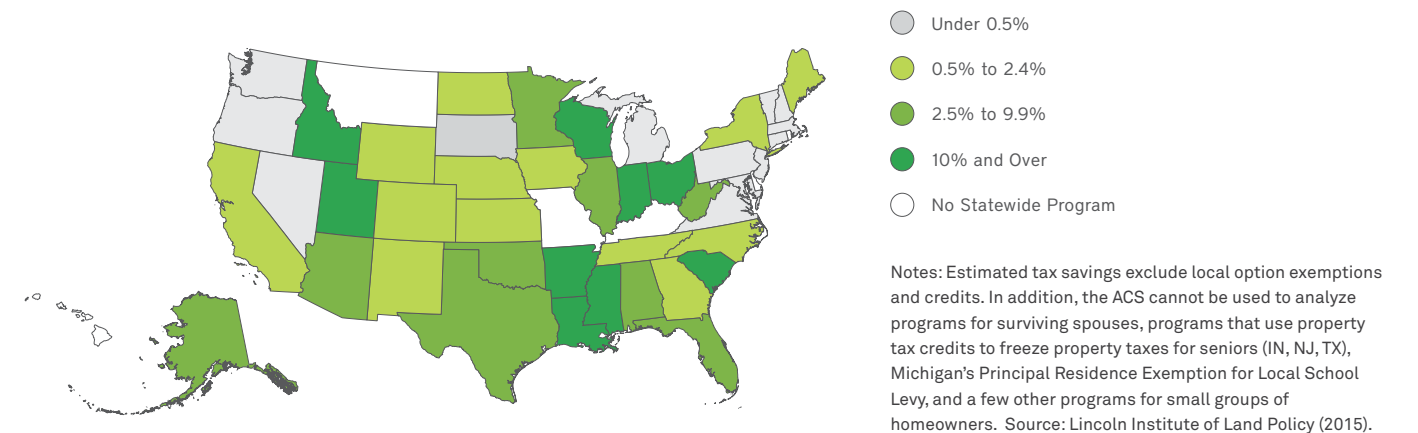 Under 0.5%
0.5% to 2.4%
2.5% to 9.9%
10% and Over
No Statewide Program
Notes: Estimated tax savings exclude local option exemptions
and credits. In addition, the ACS cannot be used to analyze
programs for surviving spouses, programs that use property
tax credits to freeze property taxes for seniors (IN, NJ, TX),
Michigan’s Principal Residence Exemption for Local School
Levy, and a few other programs for small groups of
homeowners. Source: Lincoln Institute of Land Policy (2015).